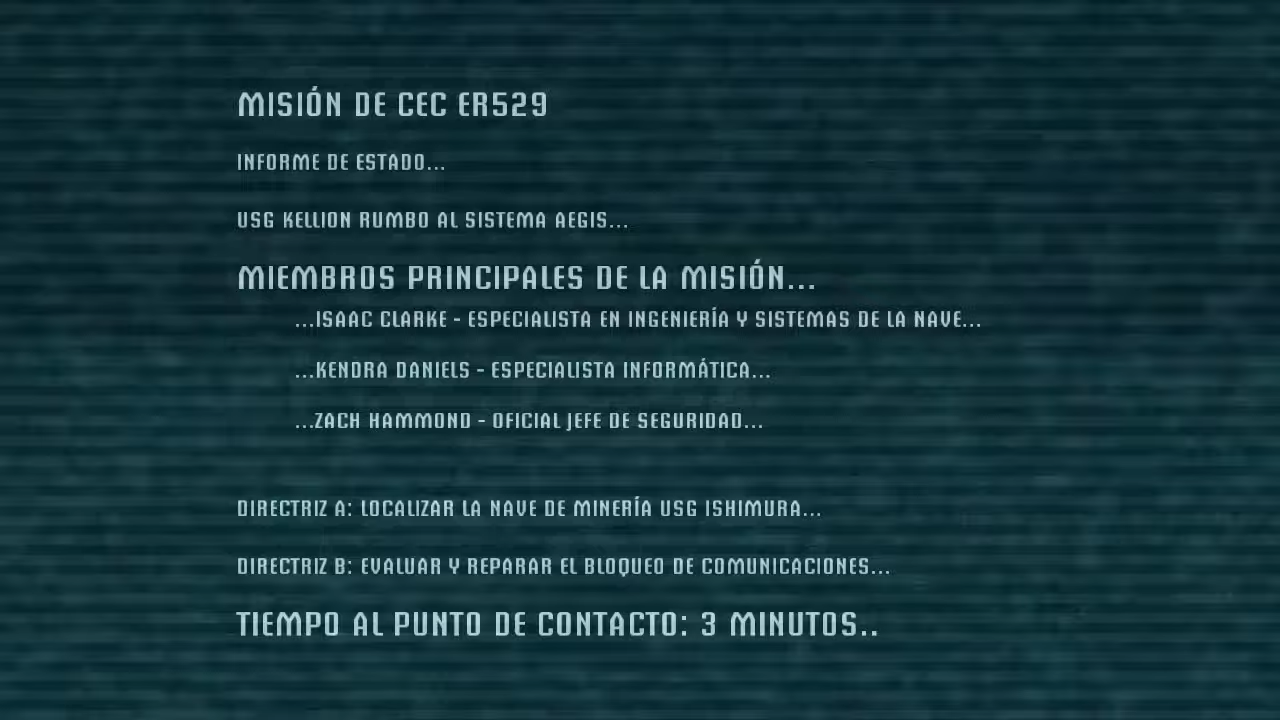 MISIÓN DE CEC ER529
INFORME DE ESTADO...
USG KELLION RUMBO AL SISTEMA AEGIS...
MIEMBROS PRINCIPALES DE LA MISIÓN...
...ISAAC CLARKE - ESPECIALISTA EN INGENIERÍA Y SISTEMAS DE LA NAVE...
...KENDRA DANIELS - ESPECIALISTA INFORMÁTICA...
...ZACH HAMMOND - OFICIAL JEFE DE SEGURIDAD...
DIRECTRIZ A: LOCALIZAR LA NAVE DE MINERÍA USG ISHIMURA...
DIRECTRIZ B: EVALUAR Y REPARAR EL BLOQUEO DE COMUNICACIONES...
TIEMPO AL PUNTO DE CONTACTO: 3 MINUTOS..